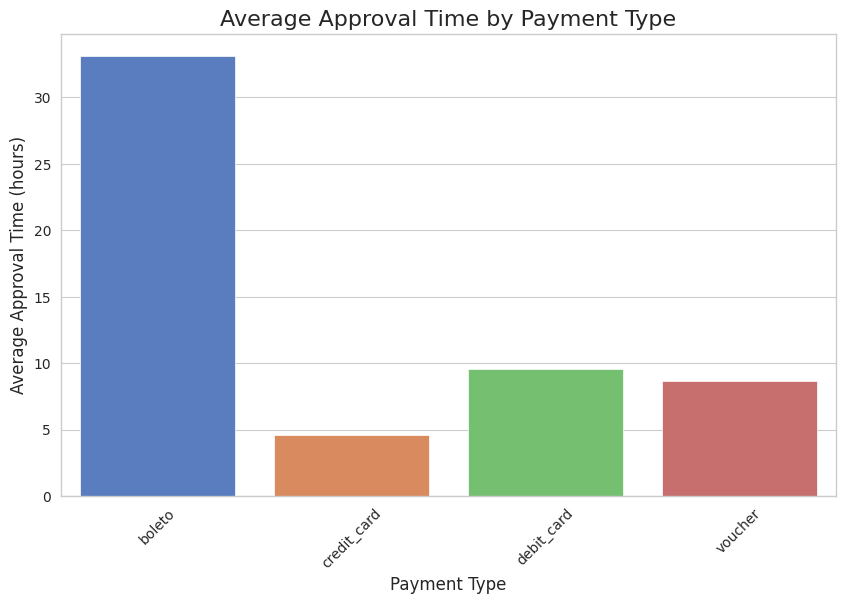 Average Approval Time by Payment Type
Average Approval Time (hours)
30
25
20
15
10
5
0
boleto
credit_card
debit_card
voucher
Payment Type